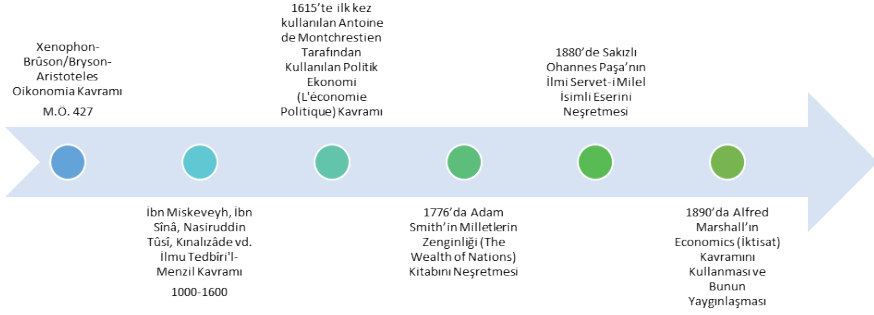 Xenophon-
Brûson/Bryson-
Aristoteles
Oikonomia Kavramı
M.Ö. 427
İbn Miskeveyh, İbn
Sînâ, Nasiruddin
Tûsî, Kınalızâde vd.
İlmu Tedbîri'l-
Menzil Kavramı
1000-1600
1615’te ilk kez
kullanılan Antoine
de Montchrestien
Tarafından
Kullanılan Politik
Ekonomi
(L'économie
Politique) Kavramı
1776’da Adam
Smith’in Milletlerin
Zenginliği (The
Wealth of Nations)
Kitabını Neşretmesi
1880’de Sakızlı
Ohannes Paşa’nın
İlmi Servet-i Milel
İsimli Eserini
Neşretmesi
1890’da Alfred
Marshall’ın
Economics (İktisat)
Kavramını
Kullanması ve
Bunun
Yaygınlaşması